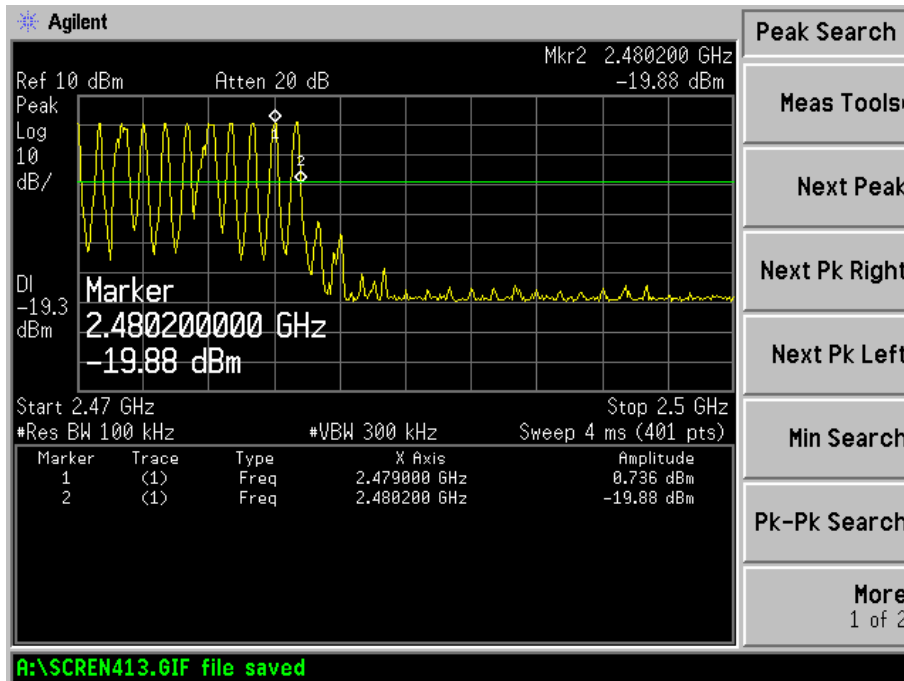 Agilent
Peak Search
Mkr2 2.480200 GHz
Ref 10 dBm Atten 20 dB -19.88 dBm
Peak
Log
10
dB/
1
2
DI
-19.3
dBm
Marker
2.480200000 GHz
-19.88 dBm
Start 2.47 GHz Stop 2.5 GHz
#Res BW 100 kHz #VBW 300 kHz Sweep 4 ms (401 pts)
Marker Trace Type X Axis Amplitude
1 (1) Freq 2.479000 GHz 0.736 dBm
2 (1) Freq 2.480200 GHz -19.88 dBm
Meas Tools
Next Peak
Next Pk Right
Next Pk Left
Min Search
Pk-Pk Search
More
1 of 2
A:\SCREN413.GIF file saved